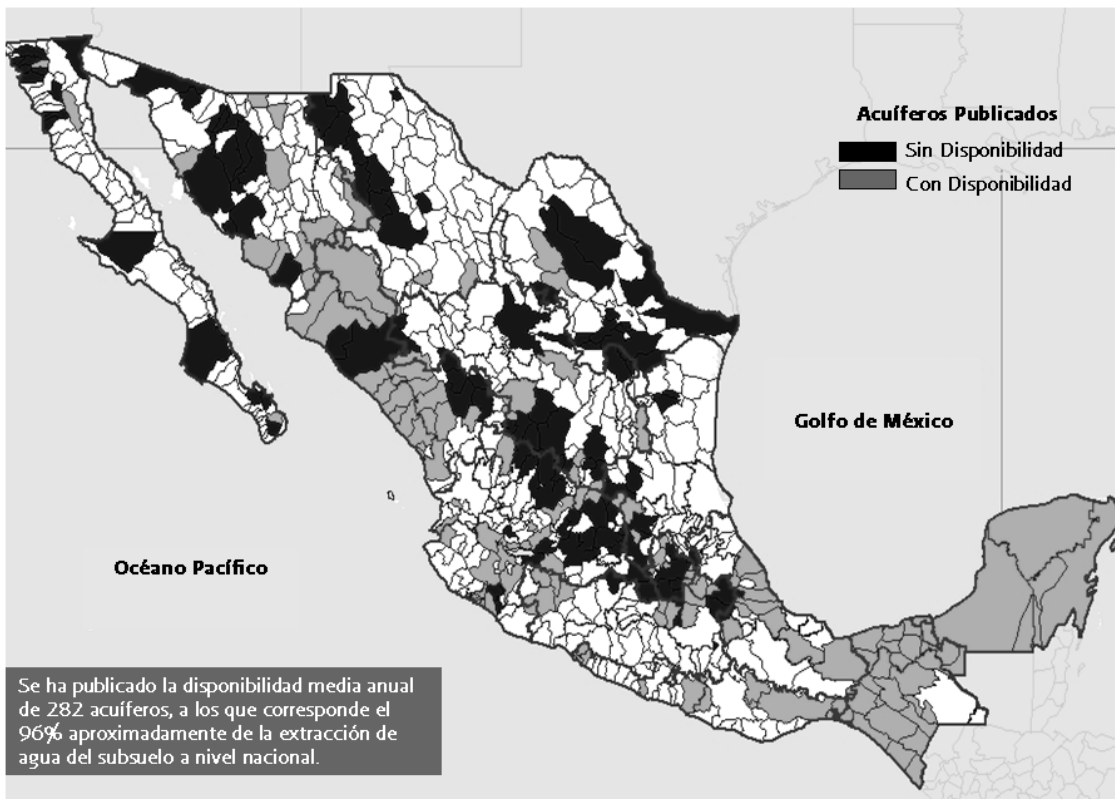 Acuíferos Publicados
Sin Disponibilidad
Con Disponibilidad
Golfo de México
Océano Pacífico
Se ha publicado la disponibilidad media anual
de 282 acuíferos, a los que corresponde el
96% aproximadamente de la extracción de
agua del subsuelo a nivel nacional.